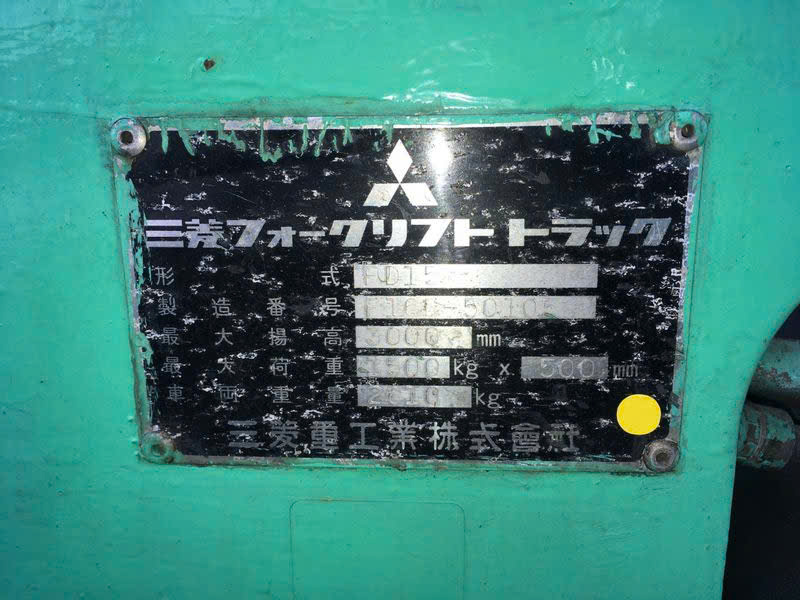 三菱フォークリフトトラック
形 式 FD15
製造番号
最大揚高 3000 mm
最大荷重 1500 kg × 500 mm
車両重量 kg
三菱重工業株式會社